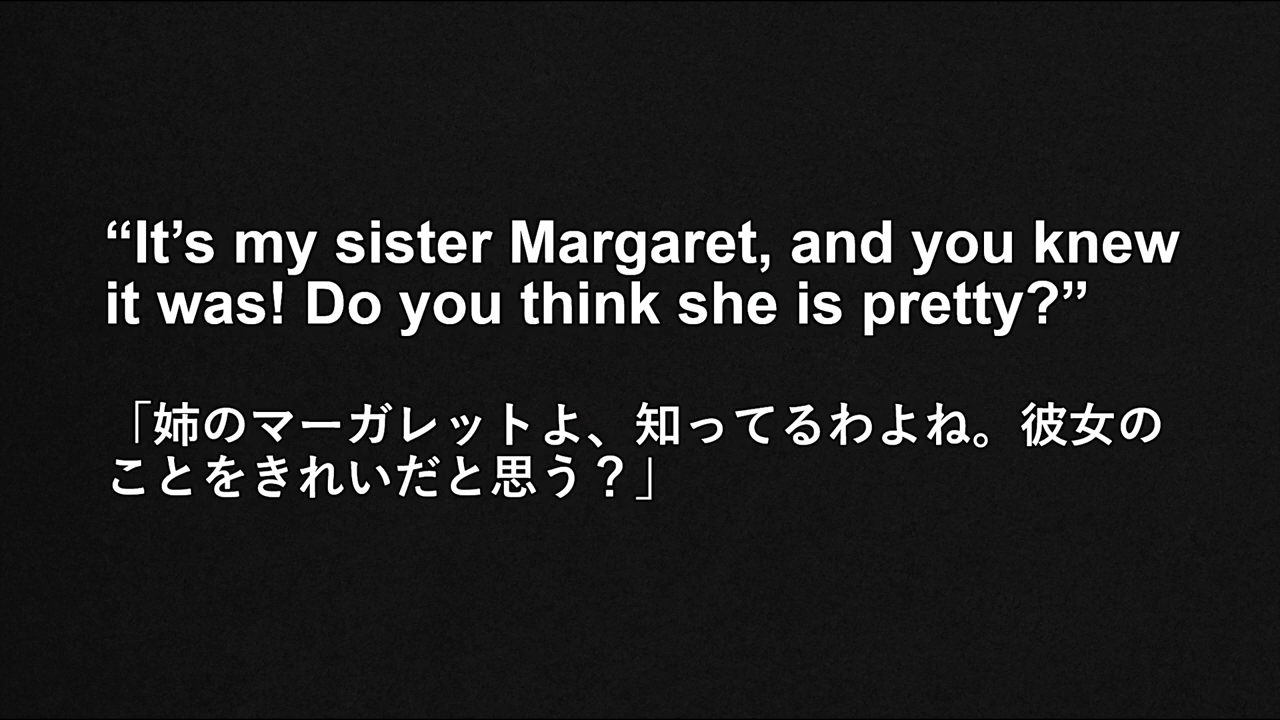 “It’s my sister Margaret, and you knew
it was! Do you think she is pretty?”
「姉のマーガレットよ、知ってるわよね。彼女の
ことをきれいだと思う？」